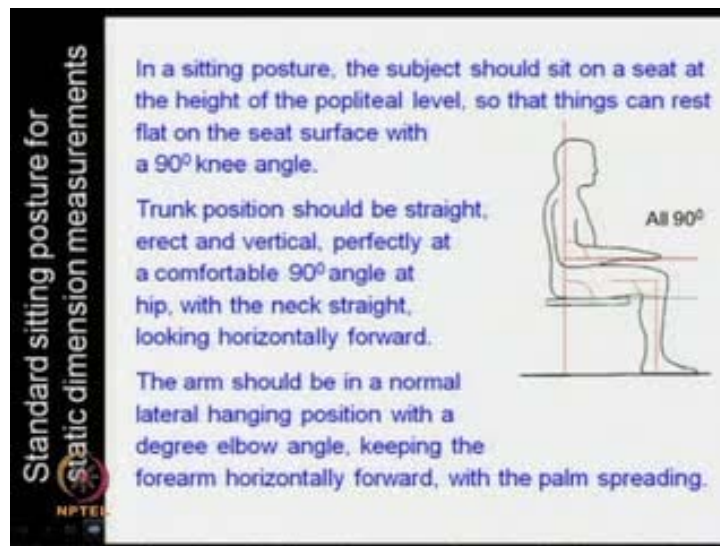 Standard sitting posture for
static dimension measurements
In a sitting posture, the subject should sit on a seat at
the height of the popliteal level, so that things can rest
flat on the seat surface with
a 90⁰ knee angle.
Trunk position should be straight,
erect and vertical, perfectly at
a comfortable 90⁰ angle at
hip, with the neck straight,
looking horizontally forward.
The arm should be in a normal
lateral hanging position with a
degree elbow angle, keeping the
forearm horizontally forward, with the palm spreading.
All 90⁰
NPTEL